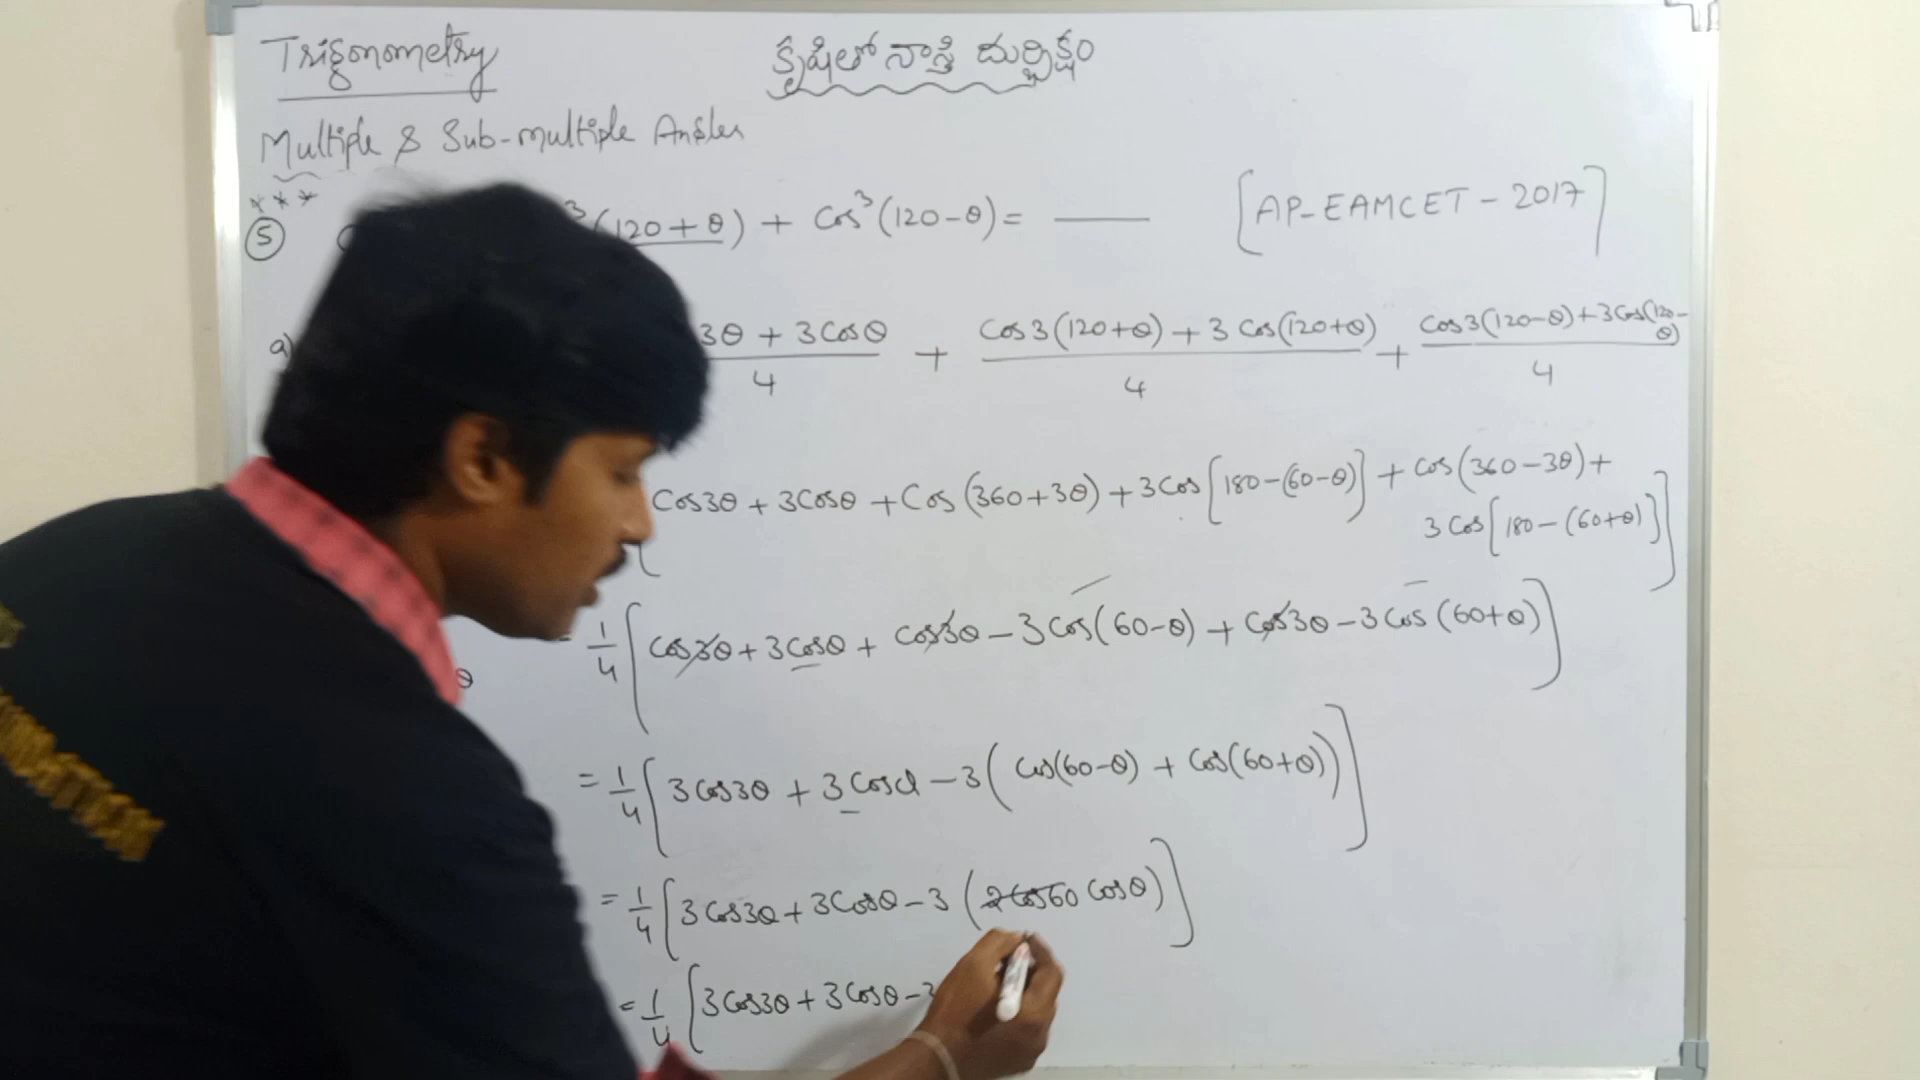 Trigonometry
కృషితో నాస్తి దుర్భిక్షం
Multiple & Sub-multiple Angles
***
5 3(120+θ) + Cos³(120-θ) = ___ [AP-EAMCET-2017]
a) 3θ + 3Cosθ/4 + Cos3(120+θ) + 3Cos(120+θ)/4 + Cos3(120-θ) + 3Cos(120-θ)/4
[Cos3θ + 3Cosθ + Cos(360+3θ) + 3Cos[180-(60-θ)] + Cos(360-3θ) +
3Cos[180-(60+θ)]]
θ
= 1/4 [Cos3θ + 3Cosθ + Cos3θ - 3Cos(60-θ) + Cos3θ - 3Cos(60+θ)]
= 1/4 [3Cos3θ + 3Cosθ - 3(Cos(60-θ) + Cos(60+θ))]
= 1/4 [3Cos3θ + 3Cosθ - 3(2Cos60 Cosθ)]
= 1/4 [3Cos3θ + 3Cosθ - 3